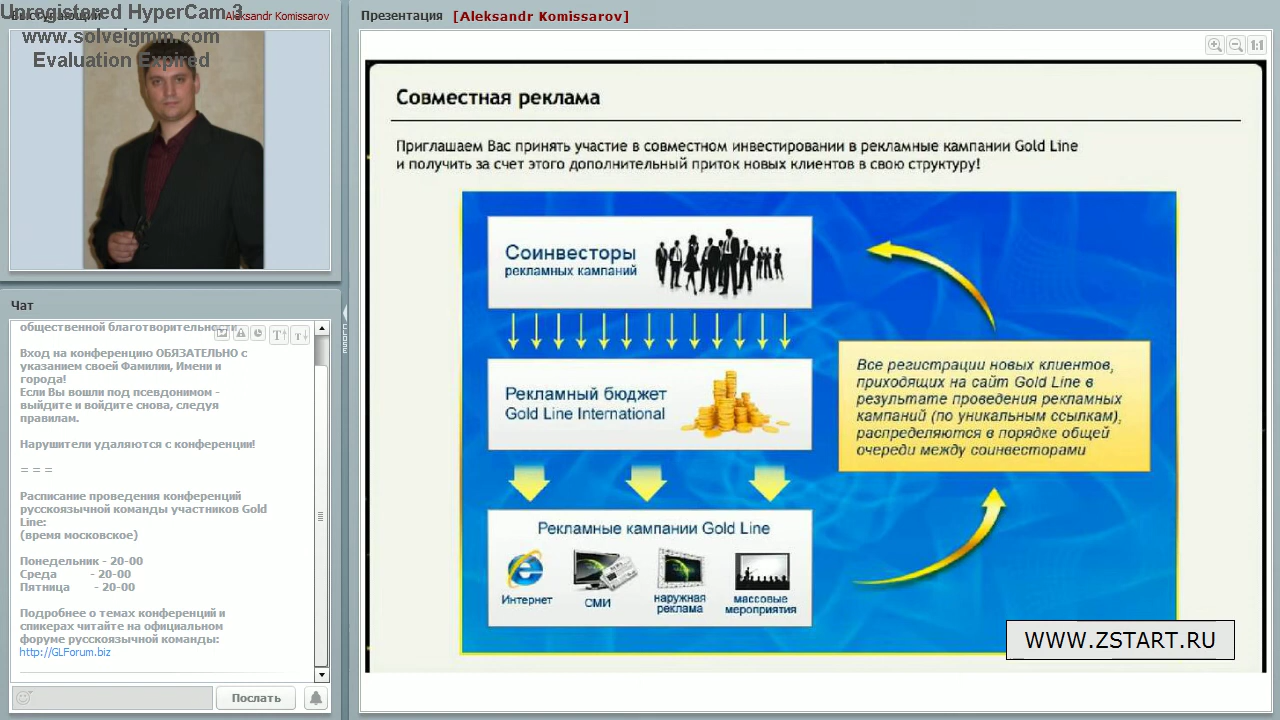 Unregistered HyperCam 3
www.solveigmm.com
Evaluation Expired
Aleksandr Komissarov
Чат
общественной благотворительности.
Вход на конференцию ОБЯЗАТЕЛЬНО с
указанием своей Фамилии, Имени и
города!
Если Вы вошли под псевдонимом -
выйдите и войдите снова, следуя
правилам.
Нарушители удаляются с конференции!
= = =
Расписание проведения конференций
русскоязычной команды участников Gold
Line:
(время московское)
Понедельник - 20-00
Среда - 20-00
Пятница - 20-00
Подробнее о темах конференций и
спикерах читайте на официальном
форуме русскоязычной команды:
http://GLForum.biz
Послать
Презентация [Aleksandr Komissarov]
1:1
Совместная реклама
Приглашаем Вас принять участие в совместном инвестировании в рекламные кампании Gold Line
и получить за счет этого дополнительный приток новых клиентов в свою структуру!
Соинвесторы
рекламных кампаний
Рекламный бюджет
Gold Line International
Рекламные кампании Gold Line
Интернет
СМИ
наружная
реклама
массовые
мероприятия
Все регистрации новых клиентов,
приходящих на сайт Gold Line в
результате проведения рекламных
кампаний (по уникальным ссылкам),
распределяются в порядке общей
очереди между соинвесторами
WWW.ZSTART.RU